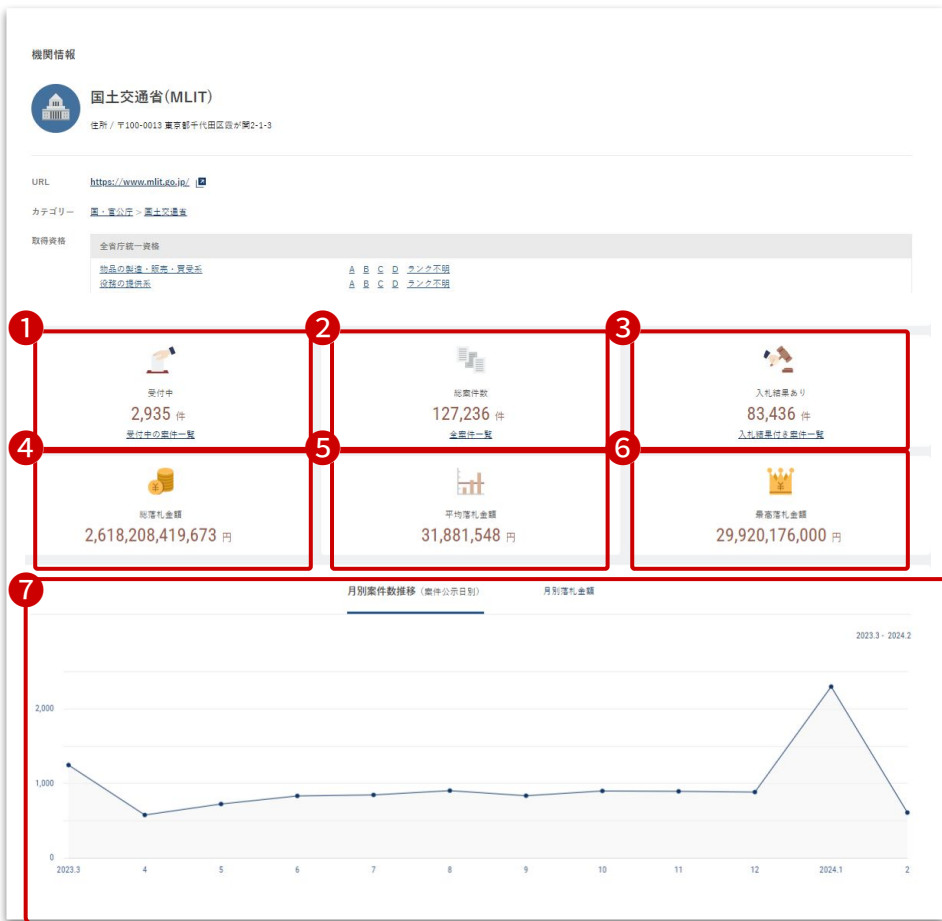 機関情報
国土交通省(MLIT)
住所 / 〒100-0013 東京都千代田区霞が関2-1-3
URL https://www.mlit.go.jp/
カテゴリー 国・官公庁 > 国土交通省
取得資格 全省庁統一資格
物品の製造・販売・買受系 A B C D ランク不明
役務の提供系 A B C D ランク不明
1 2 3
受付中 総案件数 入札結果あり
2,935 件 127,236 件 83,436 件
受付中の案件一覧 全案件一覧 入札結果付き案件一覧
4 5 6
総落札金額 平均落札金額 最高落札金額
2,618,208,419,673 円 31,881,548 円 29,920,176,000 円
7
月別案件数推移 (案件公示日別) 月別落札金額
2023.3 - 2024.2
2,000
1,000
0
2023.3 4 5 6 7 8 9 10 11 12 2024.1 2